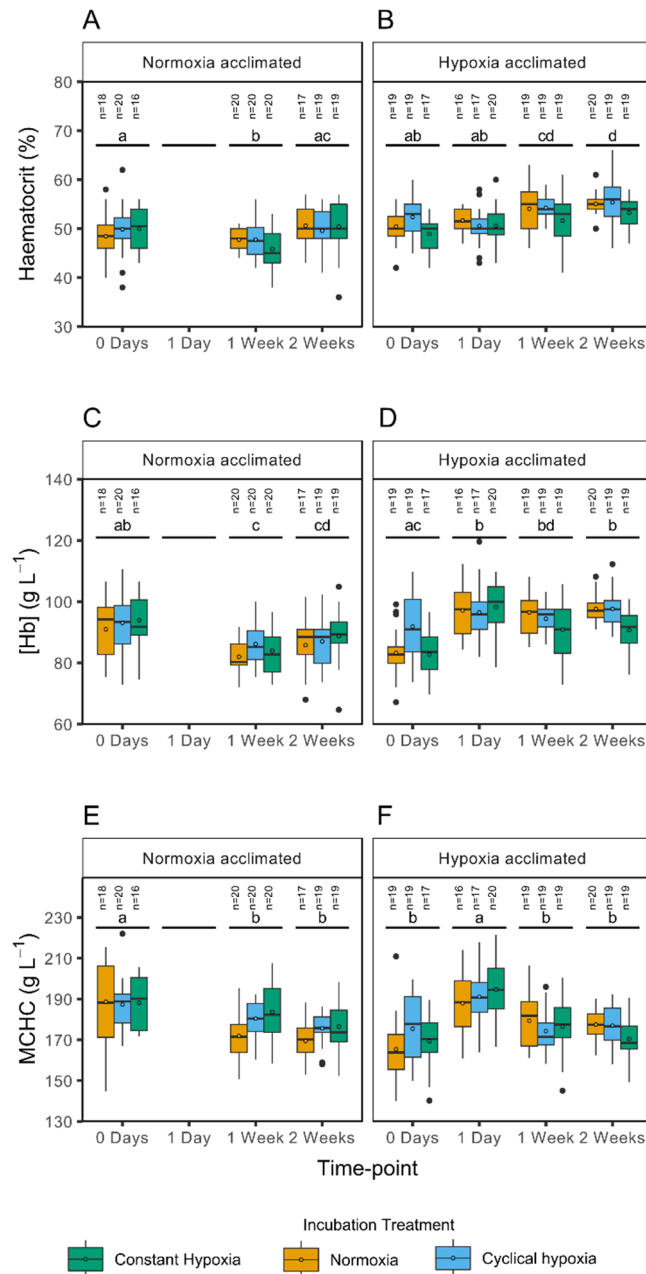 A B
Normoxia acclimated Hypoxia acclimated
80
70
60
50
40
30
Haematocrit (%)
n=18 n=20 n=16 n=20 n=20 n=20 n=17 n=19 n=19
a b ac
n=19 n=19 n=17 n=16 n=17 n=20 n=19 n=19 n=19 n=20 n=19 n=19
ab ab cd d
0 Days 1 Day 1 Week 2 Weeks 0 Days 1 Day 1 Week 2 Weeks
C D
Normoxia acclimated Hypoxia acclimated
140
120
100
80
60
[Hb] (g L⁻¹)
n=18 n=20 n=16 n=20 n=20 n=20 n=17 n=19 n=19
ab c cd
n=19 n=19 n=17 n=16 n=17 n=20 n=19 n=19 n=19 n=20 n=19 n=19
ac b bd b
0 Days 1 Day 1 Week 2 Weeks 0 Days 1 Day 1 Week 2 Weeks
E F
Normoxia acclimated Hypoxia acclimated
230
210
190
170
150
130
MCHC (g L⁻¹)
n=18 n=20 n=16 n=20 n=20 n=20 n=17 n=19 n=19
a b b
n=19 n=19 n=17 n=16 n=17 n=20 n=19 n=19 n=19 n=20 n=19 n=19
b a b b
0 Days 1 Day 1 Week 2 Weeks 0 Days 1 Day 1 Week 2 Weeks
Time-point
Incubation Treatment
Constant Hypoxia Normoxia Cyclical hypoxia